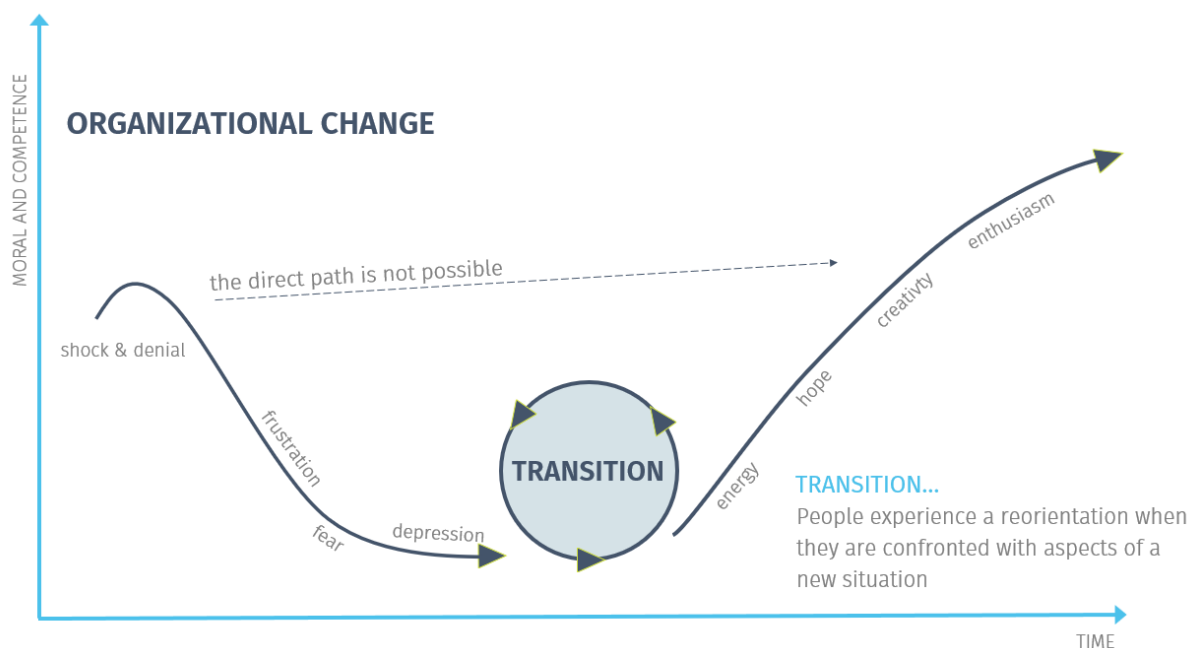 MORAL AND COMPETENCE
ORGANIZATIONAL CHANGE
the direct path is not possible
shock & denial
frustration
fear
depression
TRANSITION
energy
hope
creativty
enthusiasm
TRANSITION...
People experience a reorientation when
they are confronted with aspects of a
new situation
TIME